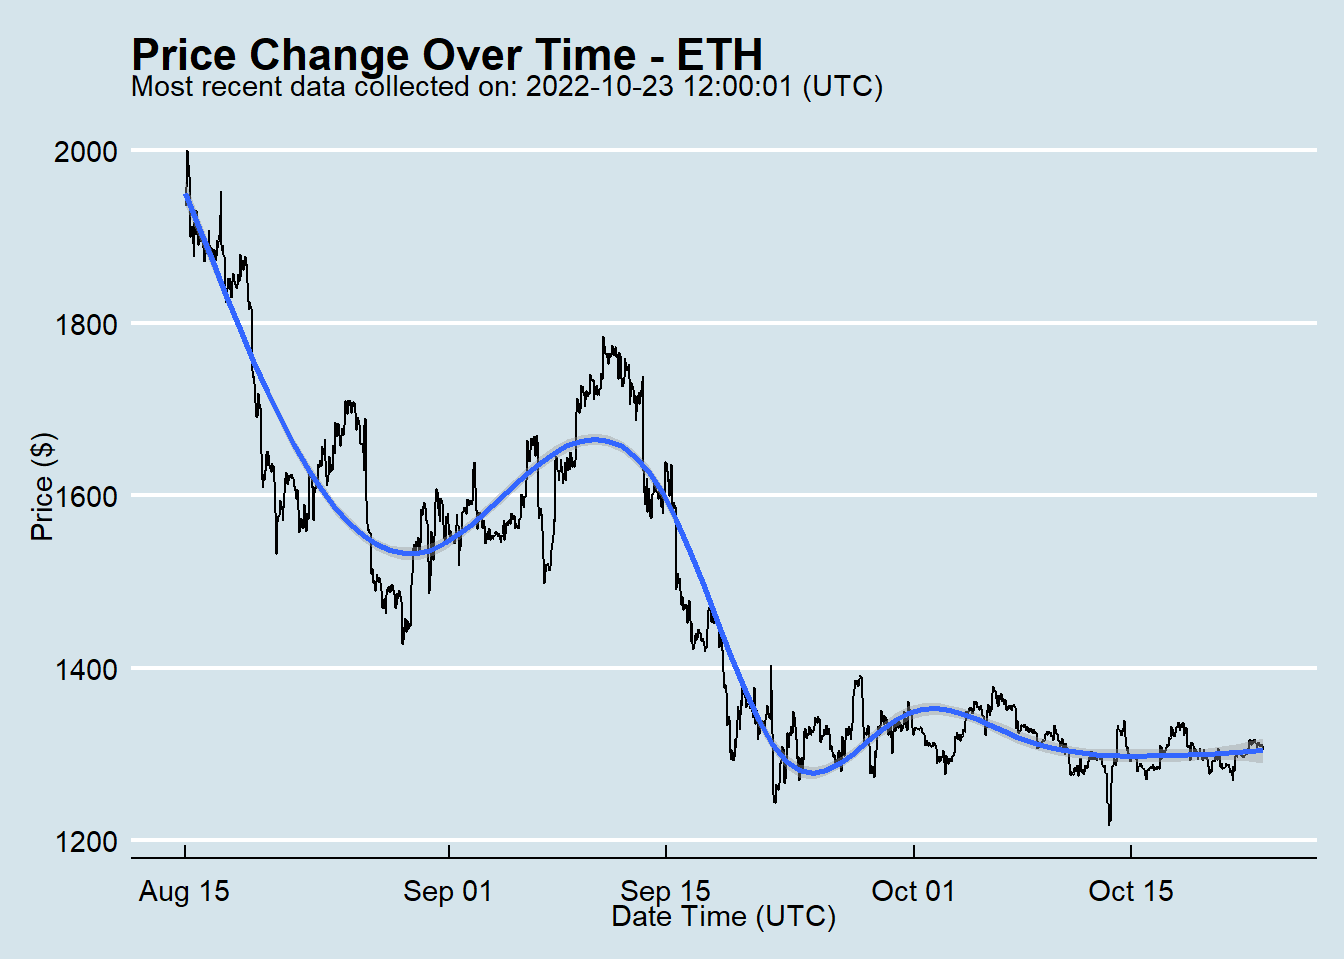 Price Change Over Time - ETH
Most recent data collected on: 2022-10-23 12:00:01 (UTC)
2000
1800
1600
1400
1200
Price ($)
Aug 15 Sep 01 Sep 15 Oct 01 Oct 15
Date Time (UTC)